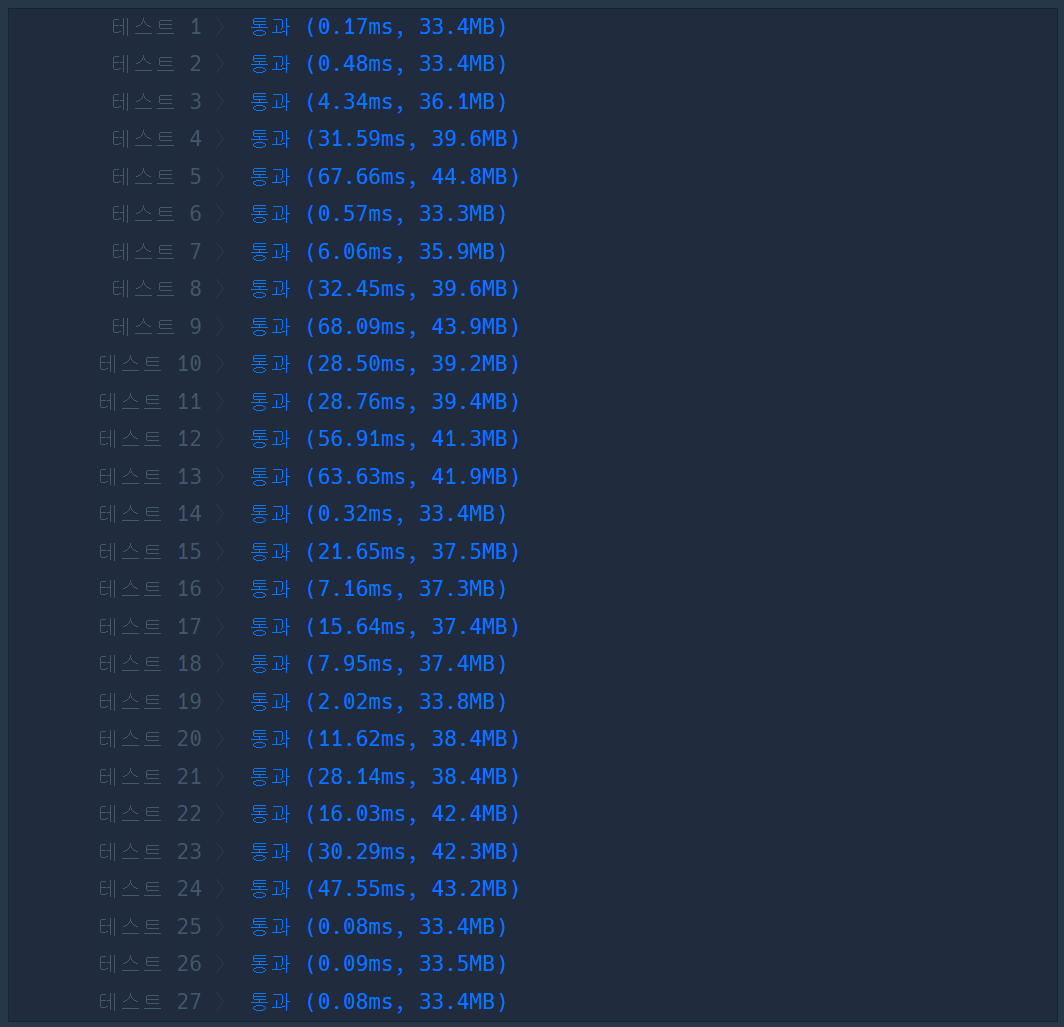 테스트 1 〉 통과 (0.17ms, 33.4MB)
테스트 2 〉 통과 (0.48ms, 33.4MB)
테스트 3 〉 통과 (4.34ms, 36.1MB)
테스트 4 〉 통과 (31.59ms, 39.6MB)
테스트 5 〉 통과 (67.66ms, 44.8MB)
테스트 6 〉 통과 (0.57ms, 33.3MB)
테스트 7 〉 통과 (6.06ms, 35.9MB)
테스트 8 〉 통과 (32.45ms, 39.6MB)
테스트 9 〉 통과 (68.09ms, 43.9MB)
테스트 10 〉 통과 (28.50ms, 39.2MB)
테스트 11 〉 통과 (28.76ms, 39.4MB)
테스트 12 〉 통과 (56.91ms, 41.3MB)
테스트 13 〉 통과 (63.63ms, 41.9MB)
테스트 14 〉 통과 (0.32ms, 33.4MB)
테스트 15 〉 통과 (21.65ms, 37.5MB)
테스트 16 〉 통과 (7.16ms, 37.3MB)
테스트 17 〉 통과 (15.64ms, 37.4MB)
테스트 18 〉 통과 (7.95ms, 37.4MB)
테스트 19 〉 통과 (2.02ms, 33.8MB)
테스트 20 〉 통과 (11.62ms, 38.4MB)
테스트 21 〉 통과 (28.14ms, 38.4MB)
테스트 22 〉 통과 (16.03ms, 42.4MB)
테스트 23 〉 통과 (30.29ms, 42.3MB)
테스트 24 〉 통과 (47.55ms, 43.2MB)
테스트 25 〉 통과 (0.08ms, 33.4MB)
테스트 26 〉 통과 (0.09ms, 33.5MB)
테스트 27 〉 통과 (0.08ms, 33.4MB)